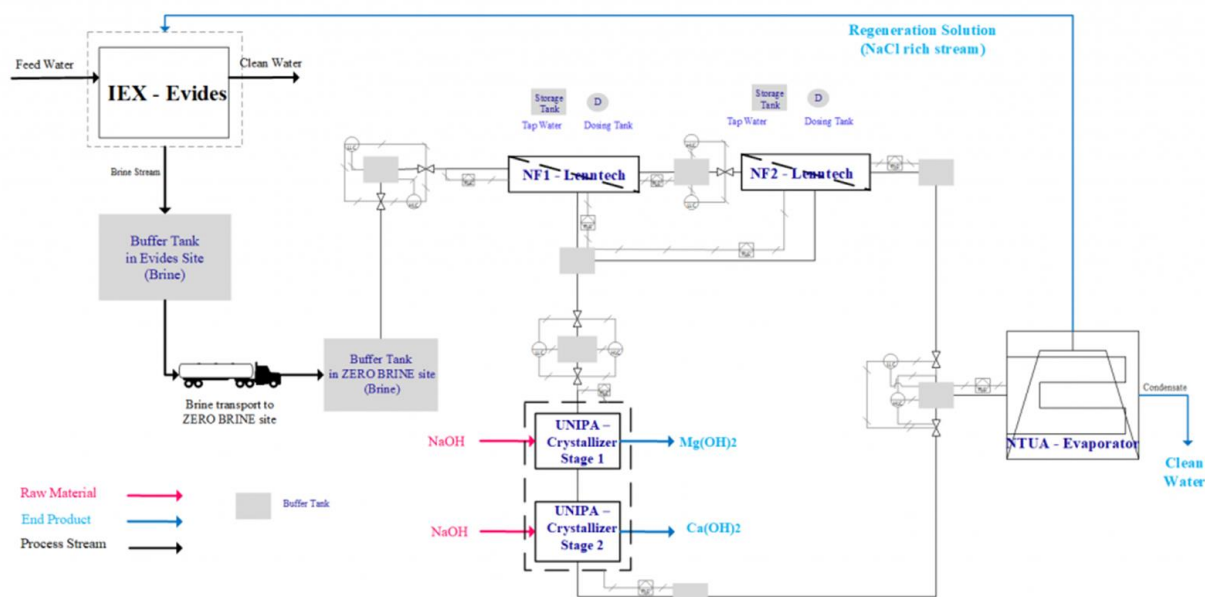 Regeneration Solution
(NaCl rich stream)
Feed Water
Clean Water
IEX - Evides
Storage
Tank
D
Tap Water
Dosing Tank
Storage
Tank
D
Tap Water
Dosing Tank
Brine Stream
NF1 - Lenntech
NF2 - Lenntech
Buffer Tank
in Evides Site
(Brine)
Buffer Tank
in ZERO BRINE site
(Brine)
Brine transport to
ZERO BRINE site
Condensate
NTUA - Evaporator
Clean
Water
NaOH
UNIPA –
Crystallizer
Stage 1
Mg(OH)2
NaOH
UNIPA –
Crystallizer
Stage 2
Ca(OH)2
Raw Material
End Product
Process Stream
Buffer Tank